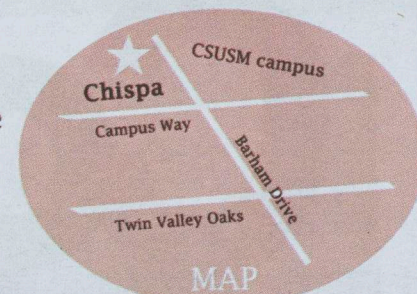 CSUSM campus
Chispa
Campus Way
Barham Drive
Twin Valley Oaks
MAP